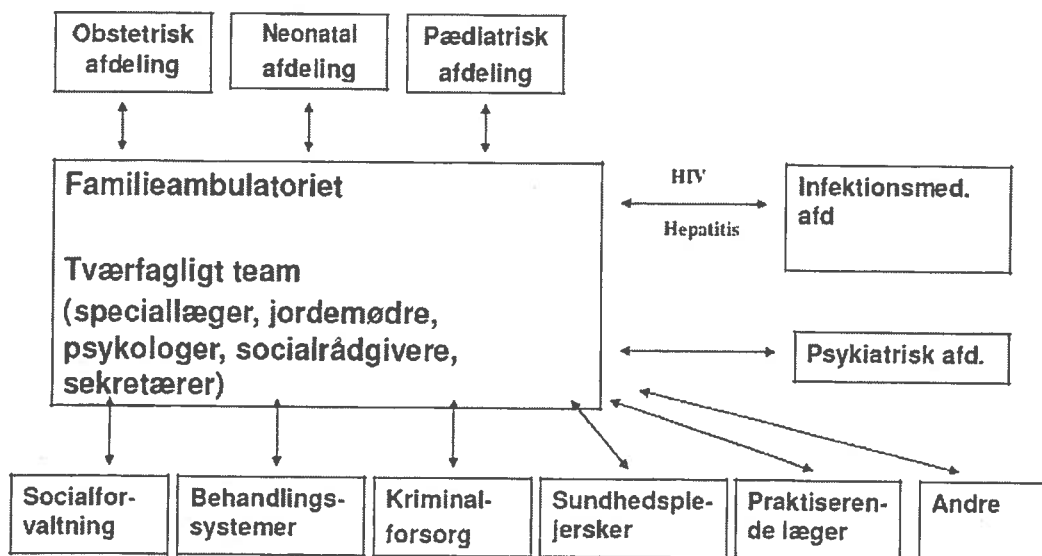 Obstetrisk
afdeling
Neonatal
afdeling
Pædiatrisk
afdeling
Familieambulatoriet
Tværfagligt team
(speciallæger, jordemødre,
psykologer, socialrådgivere,
sekretærer)
HIV
Hepatitis
Infektionsmed.
afd
Psykiatrisk afd.
Socialfor-
valtning
Behandlings-
systemer
Kriminal-
forsorg
Sundhedsple-
jersker
Praktiseren-
de læger
Andre